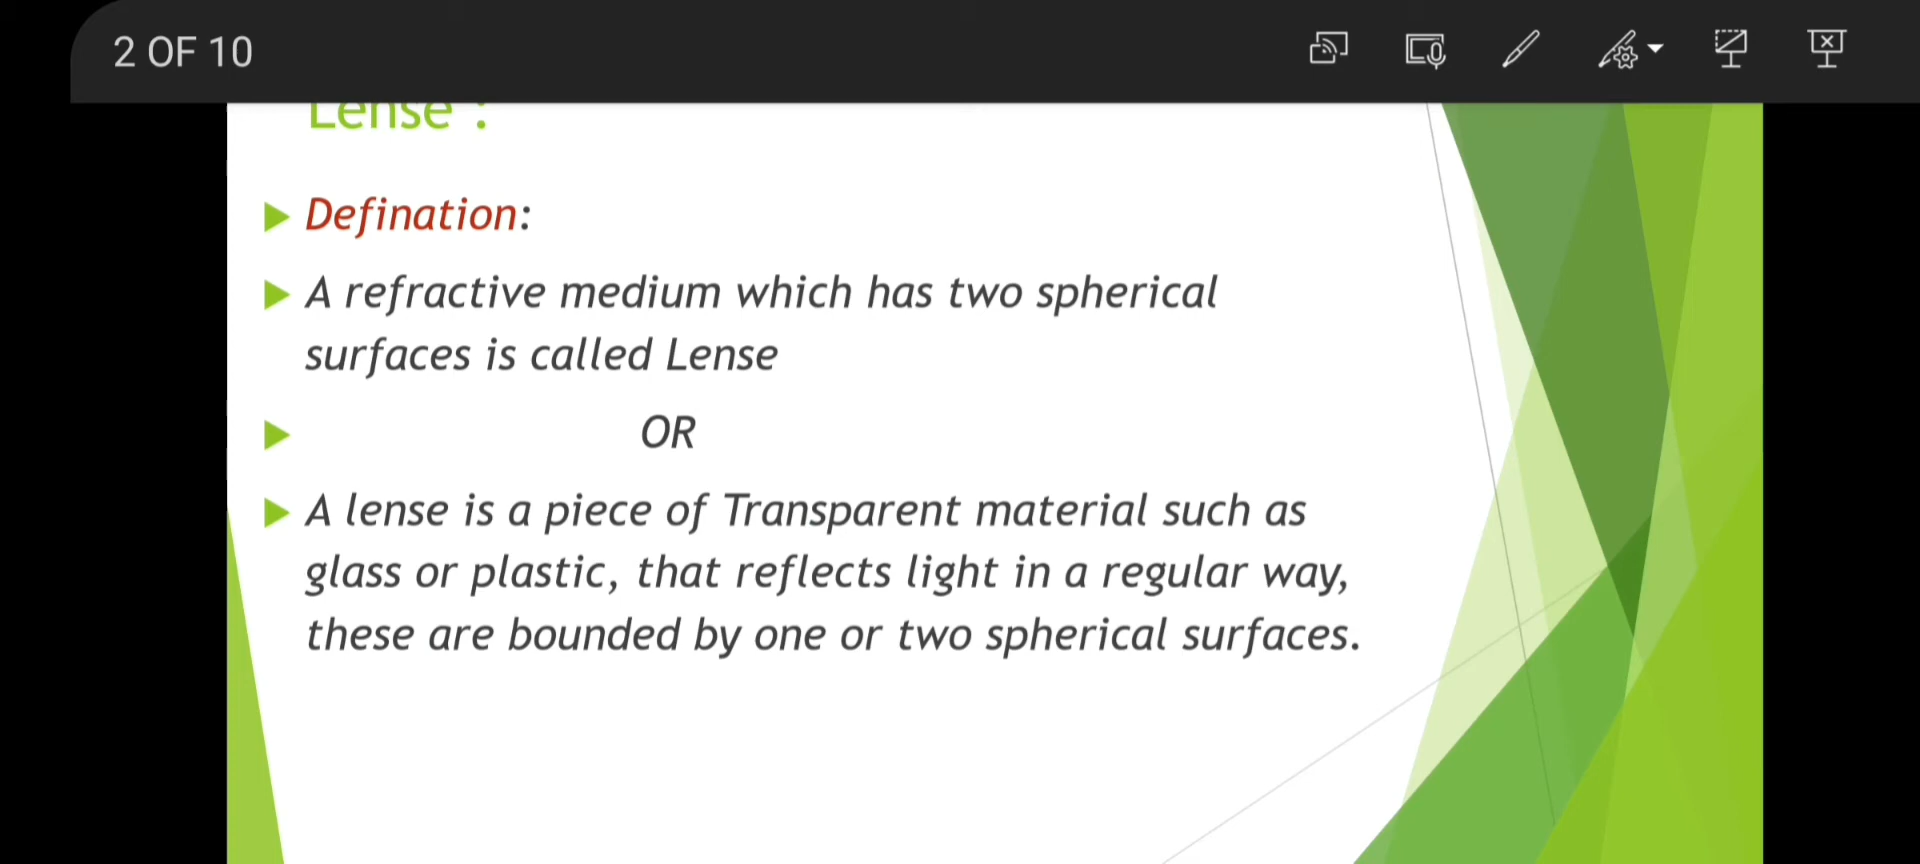 2 OF 10
Lense :
Defination:
A refractive medium which has two spherical
surfaces is called Lense
OR
A lense is a piece of Transparent material such as
glass or plastic, that reflects light in a regular way,
these are bounded by one or two spherical surfaces.